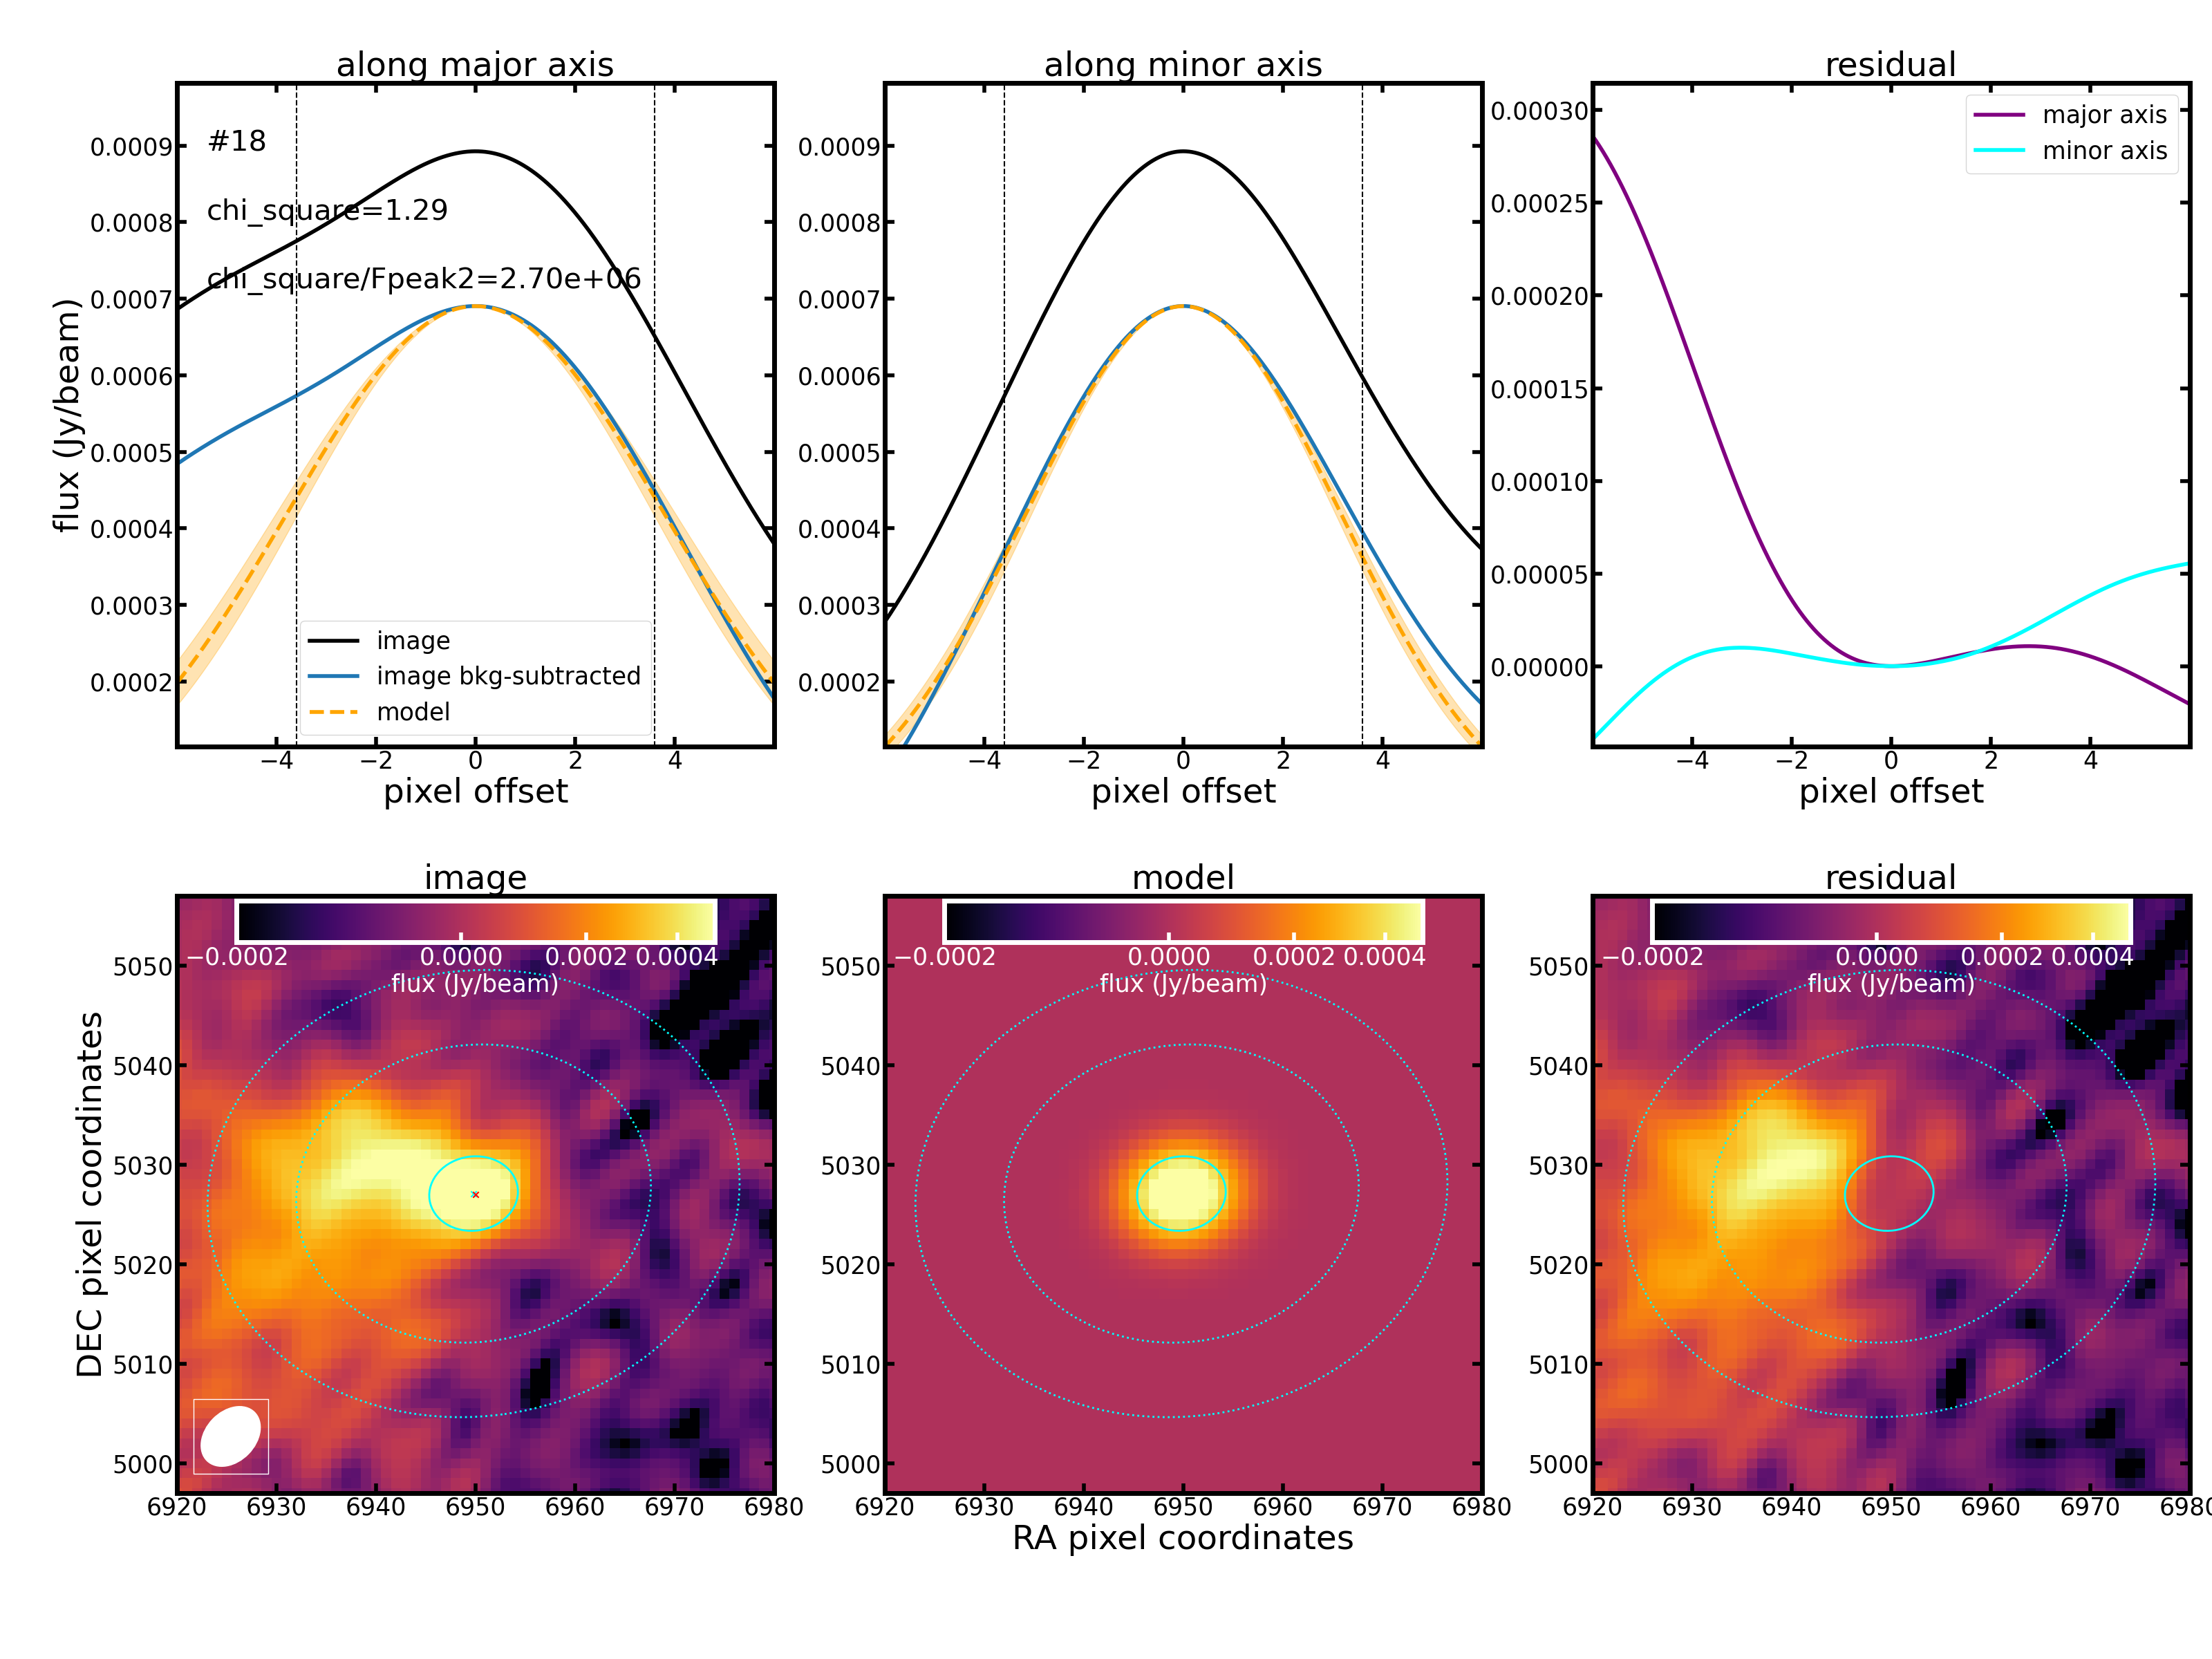 along major axis
along minor axis
residual
#18
chi_square=1.29
chi_square/Fpeak2=2.70e+06
flux (Jy/beam)
0.0009
0.0008
0.0007
0.0006
0.0005
0.0004
0.0003
0.0002
image
image bkg-subtracted
model
−4 −2 0 2 4
pixel offset
0.0009
0.0008
0.0007
0.0006
0.0005
0.0004
0.0003
0.0002
−4 −2 0 2 4
pixel offset
major axis
minor axis
0.00030
0.00025
0.00020
0.00015
0.00010
0.00005
0.00000
−4 −2 0 2 4
pixel offset
image
−0.0002 0.0000 0.0002 0.0004
flux (Jy/beam)
DEC pixel coordinates
5050
5040
5030
5020
5010
5000
6920 6930 6940 6950 6960 6970 6980
model
−0.0002 0.0000 0.0002 0.0004
flux (Jy/beam)
5050
5040
5030
5020
5010
5000
6920 6930 6940 6950 6960 6970 6980
RA pixel coordinates
residual
−0.0002 0.0000 0.0002 0.0004
flux (Jy/beam)
5050
5040
5030
5020
5010
5000
6920 6930 6940 6950 6960 6970 6980